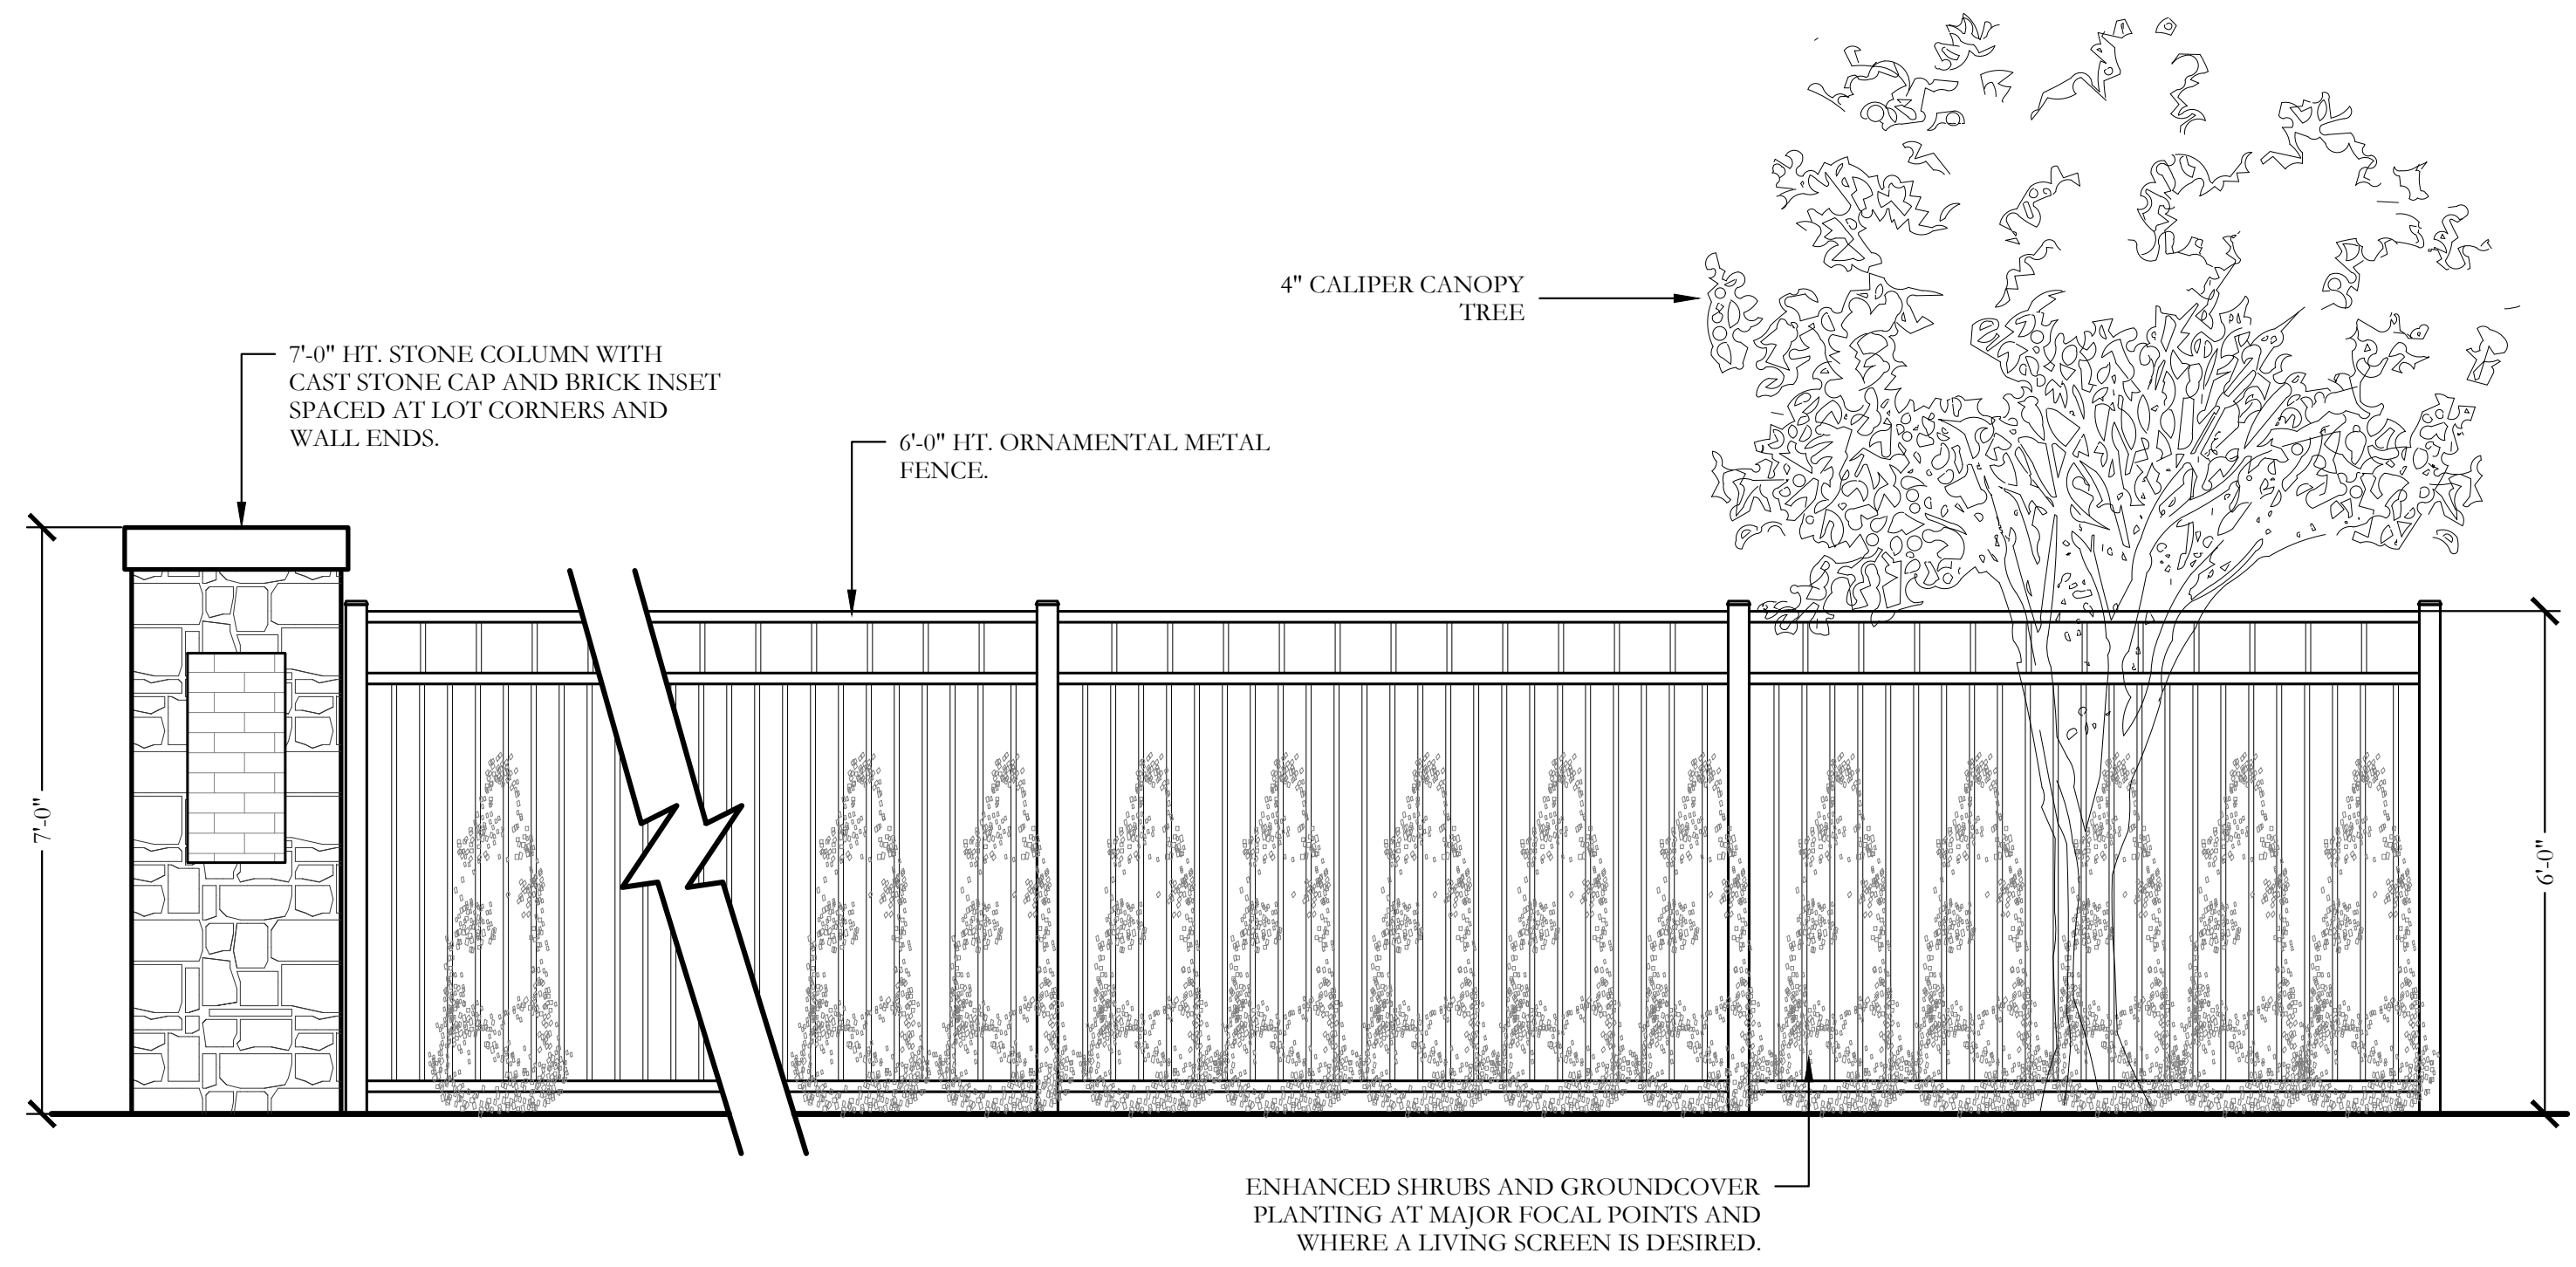 4" CALIPER CANOPY
TREE
7'-0" HT. STONE COLUMN WITH
CAST STONE CAP AND BRICK INSET
SPACED AT LOT CORNERS AND
WALL ENDS.
6'-0" HT. ORNAMENTAL METAL
FENCE.
7'-0"
6'-0"
ENHANCED SHRUBS AND GROUNDCOVER
PLANTING AT MAJOR FOCAL POINTS AND
WHERE A LIVING SCREEN IS DESIRED.